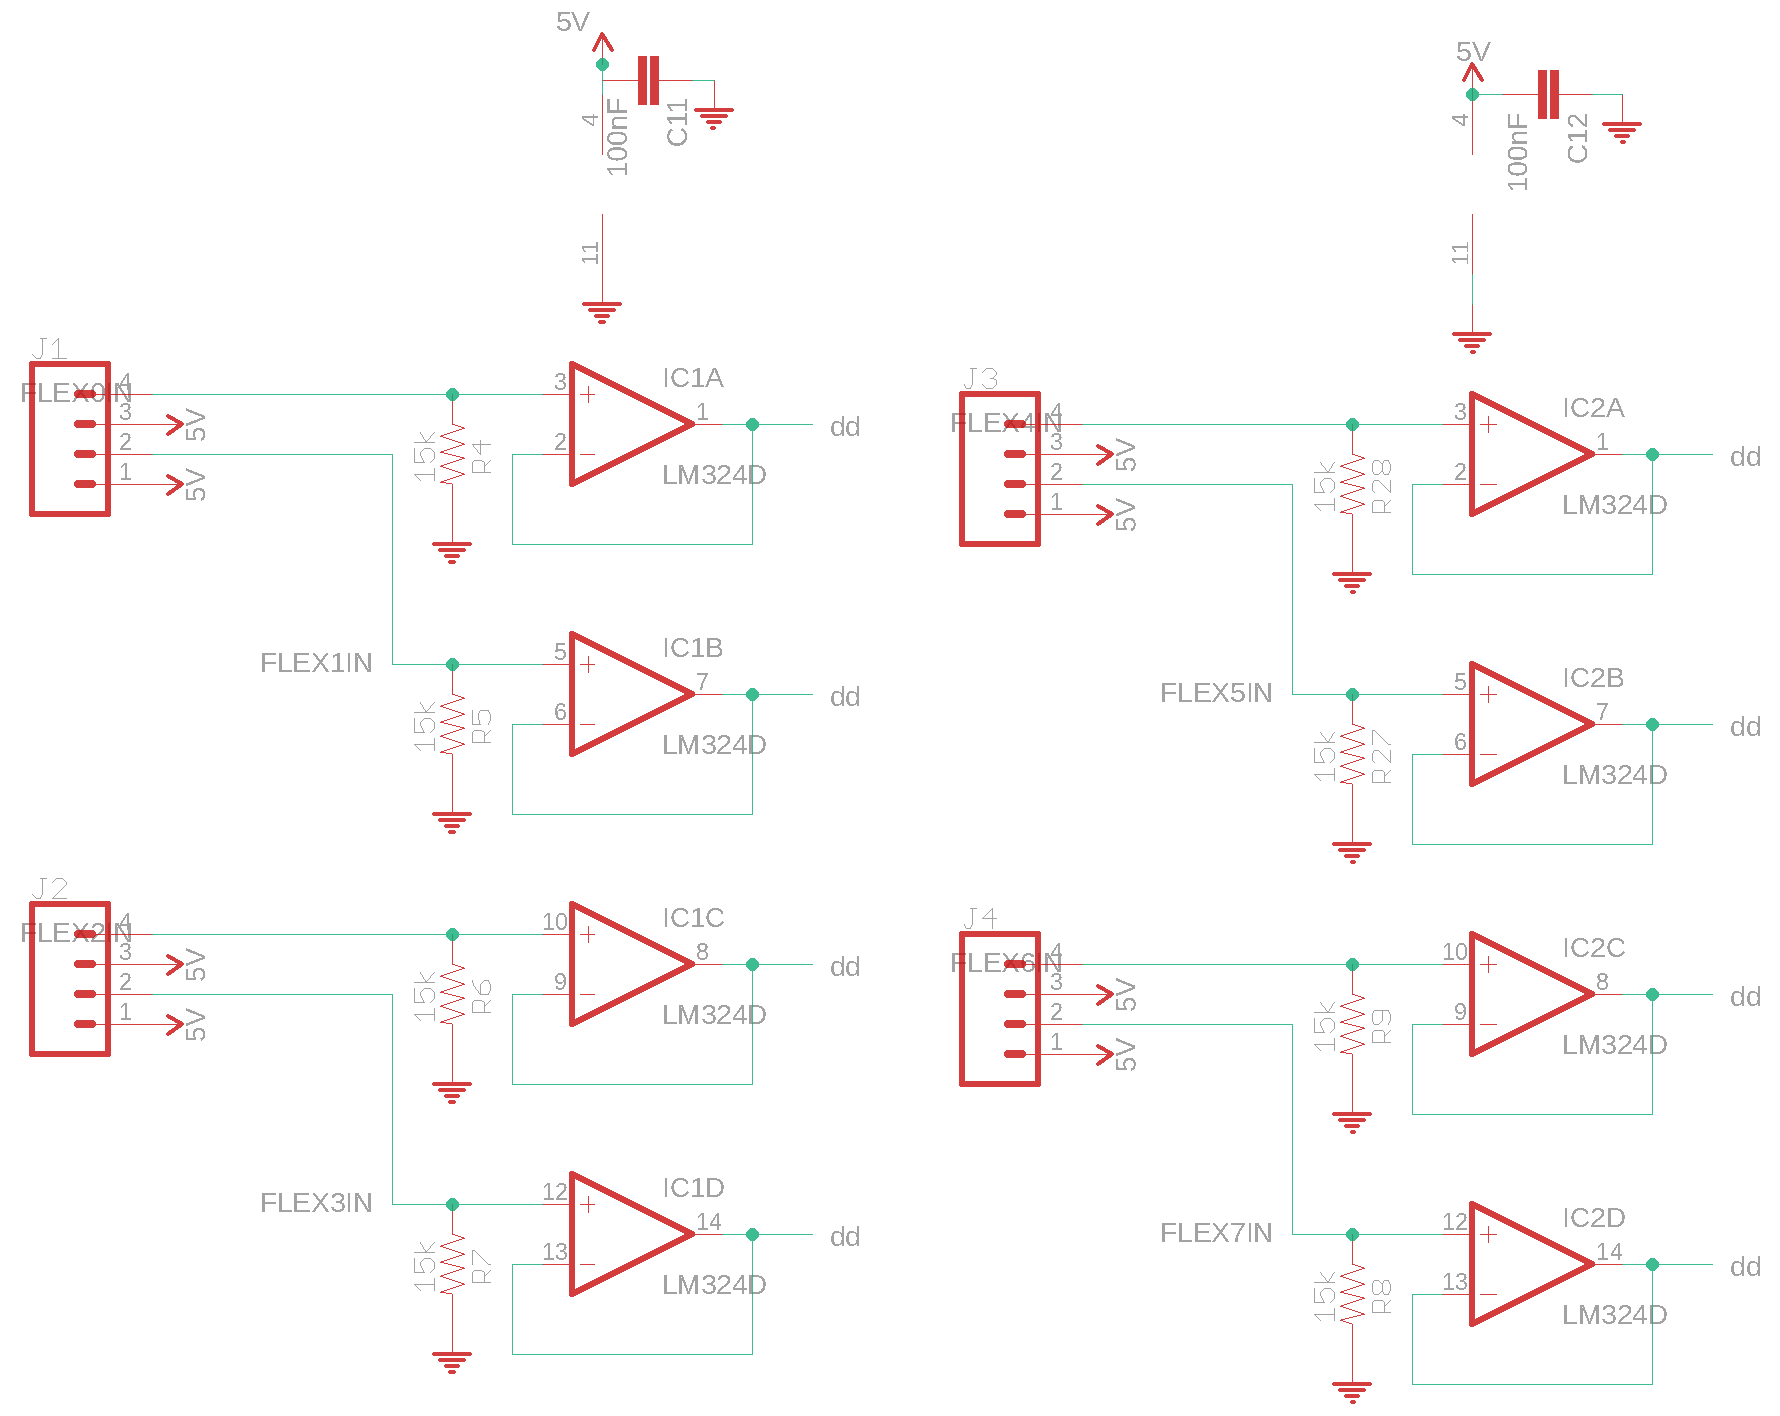 5V
4
100nF
C11
11
5V
4
100nF
C12
11
J1
FLEX0IN
4
3
5V
2
1
5V
15k
R4
3
2
1
IC1A
LM324D
dd
FLEX1IN
15k
R5
5
6
7
IC1B
LM324D
dd
J2
FLEX2IN
4
3
5V
2
1
5V
15k
R6
10
9
8
IC1C
LM324D
dd
FLEX3IN
15k
R7
12
13
14
IC1D
LM324D
dd
J3
FLEX4IN
4
3
5V
2
1
5V
15k
R28
3
2
1
IC2A
LM324D
dd
FLEX5IN
15k
R27
5
6
7
IC2B
LM324D
dd
J4
FLEX6IN
4
3
5V
2
1
5V
15k
R9
10
9
8
IC2C
LM324D
dd
FLEX7IN
15k
R8
12
13
14
IC2D
LM324D
dd